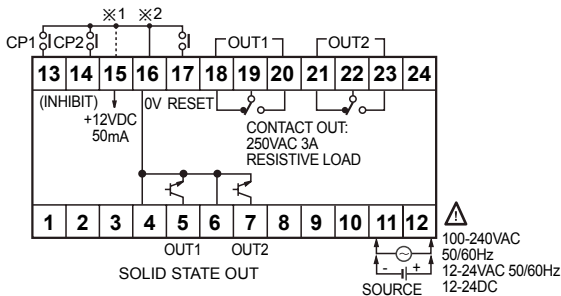 ※1 ※2
CP1 CP2 OUT1 OUT2
13 14 15 16 17 18 19 20 21 22 23 24
(INHIBIT) 0V RESET
+12VDC
50mA
CONTACT OUT:
250VAC 3A
RESISTIVE LOAD
1 2 3 4 5 6 7 8 9 10 11 12
OUT1 OUT2
SOLID STATE OUT
100-240VAC
50/60Hz
- +
12-24VAC 50/60Hz
12-24DC
SOURCE